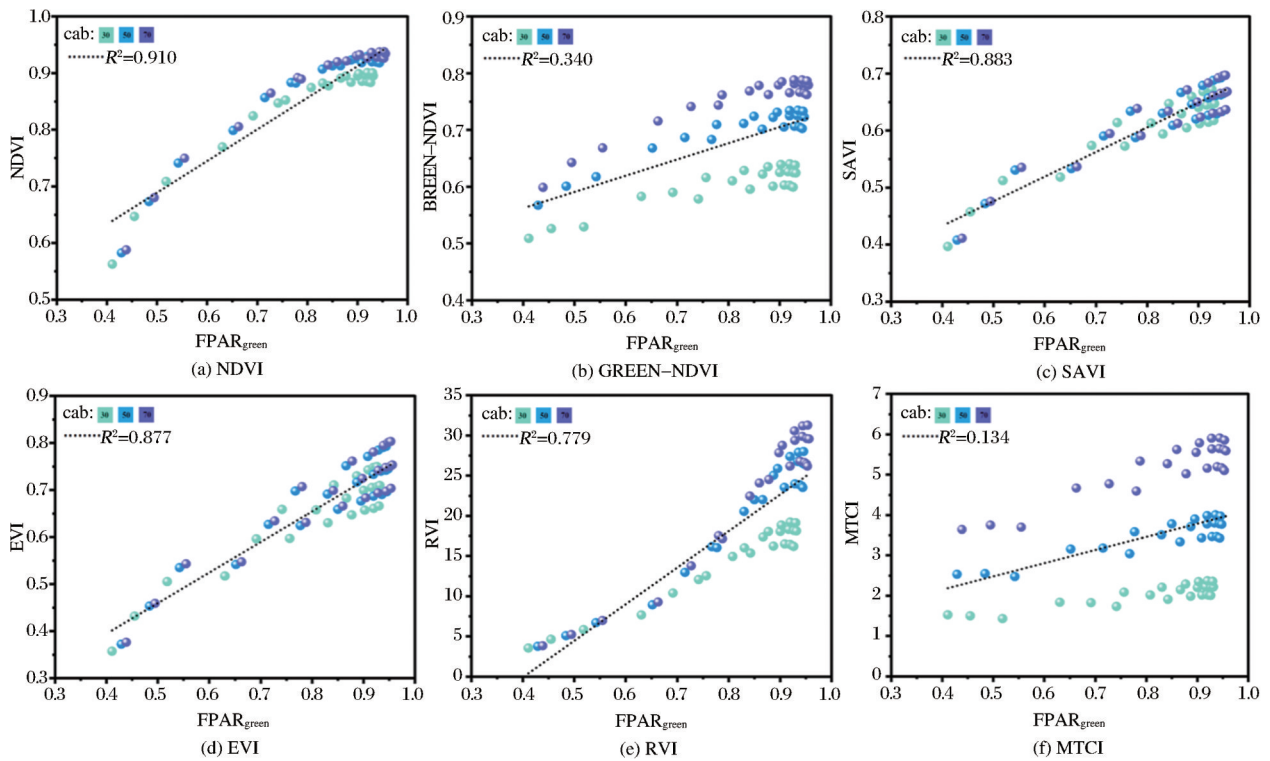 1.0
0.9
0.8
0.7
0.6
0.5
NDVI
cab: 30 50 70
R²=0.910
0.3 0.4 0.5 0.6 0.7 0.8 0.9 1.0
FPARgreen
(a) NDVI
0.9
0.8
0.7
0.6
0.5
0.4
BREEN-NDVI
cab: 30 50 70
R²=0.340
0.3 0.4 0.5 0.6 0.7 0.8 0.9 1.0
FPARgreen
(b) GREEN-NDVI
0.8
0.7
0.6
0.5
0.4
0.3
SAVI
cab: 30 50 70
R²=0.883
0.3 0.4 0.5 0.6 0.7 0.8 0.9 1.0
FPARgreen
(c) SAVI
0.9
0.8
0.7
0.6
0.5
0.4
0.3
EVI
cab: 30 50 70
R²=0.877
0.3 0.4 0.5 0.6 0.7 0.8 0.9 1.0
FPARgreen
(d) EVI
35
30
25
20
15
10
5
0
RVI
cab: 30 50 70
R²=0.779
0.3 0.4 0.5 0.6 0.7 0.8 0.9 1.0
FPARgreen
(e) RVI
7
6
5
4
3
2
1
0
MTCI
cab: 30 50 70
R²=0.134
0.3 0.4 0.5 0.6 0.7 0.8 0.9 1.0
FPARgreen
(f) MTCI